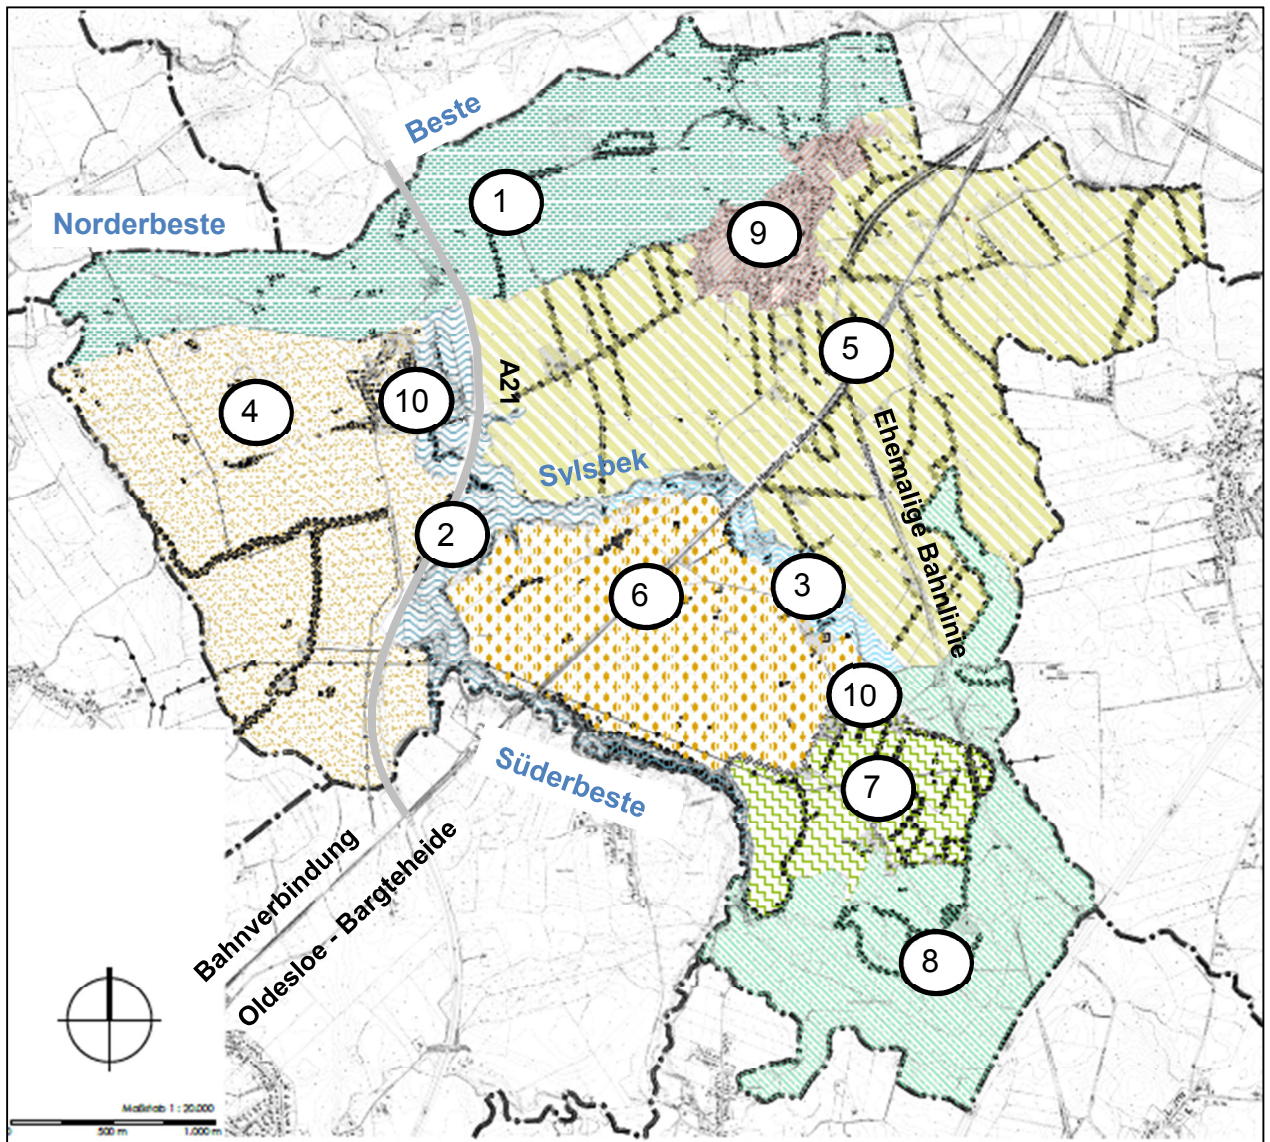 Beste
1
Norderbeste
9
5
A21
4
10
Ehemalige Bahnlinie
Sylsbek
2
3
6
10
Süderbeste
7
Bahnverbindung
Oldesloe - Bargteheide
8
Maßstab 1 : 20.000
0 500 m 1.000 m